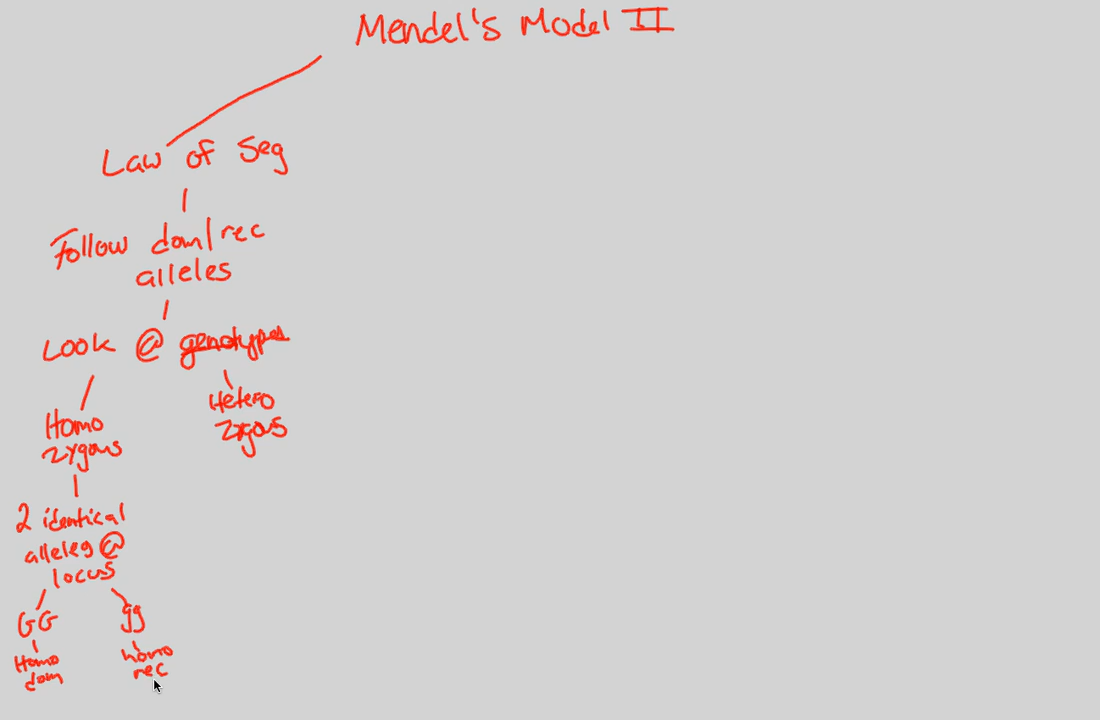 Mendel's Model II
Law of Seg
Follow dom/rec
alleles
Look @ genotypes
Homo
zygous
Hetero
zygous
2 identical
alleles @
locus
GG
gg
Homo
dom
homo
rec